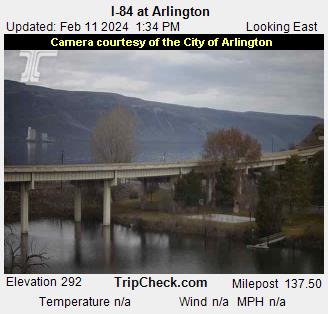 I-84 at Arlington
Updated: Feb 11 2024 1:34 PM Looking East
Camera courtesy of the City of Arlington
Elevation 292 TripCheck.com Milepost 137.50
Temperature n/a Wind n/a MPH n/a